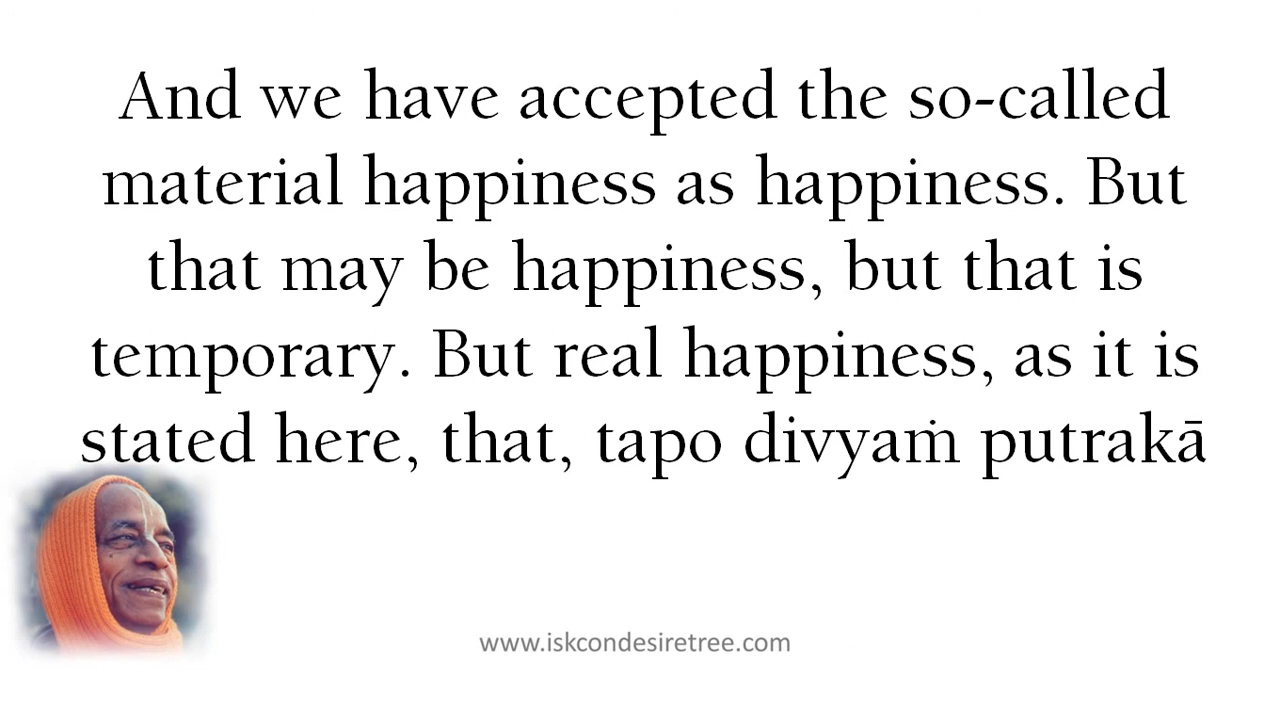 And we have accepted the so-called
material happiness as happiness. But
that may be happiness, but that is
temporary. But real happiness, as it is
stated here, that, tapo divyaṁ putrakā
www.iskcondesiretree.com